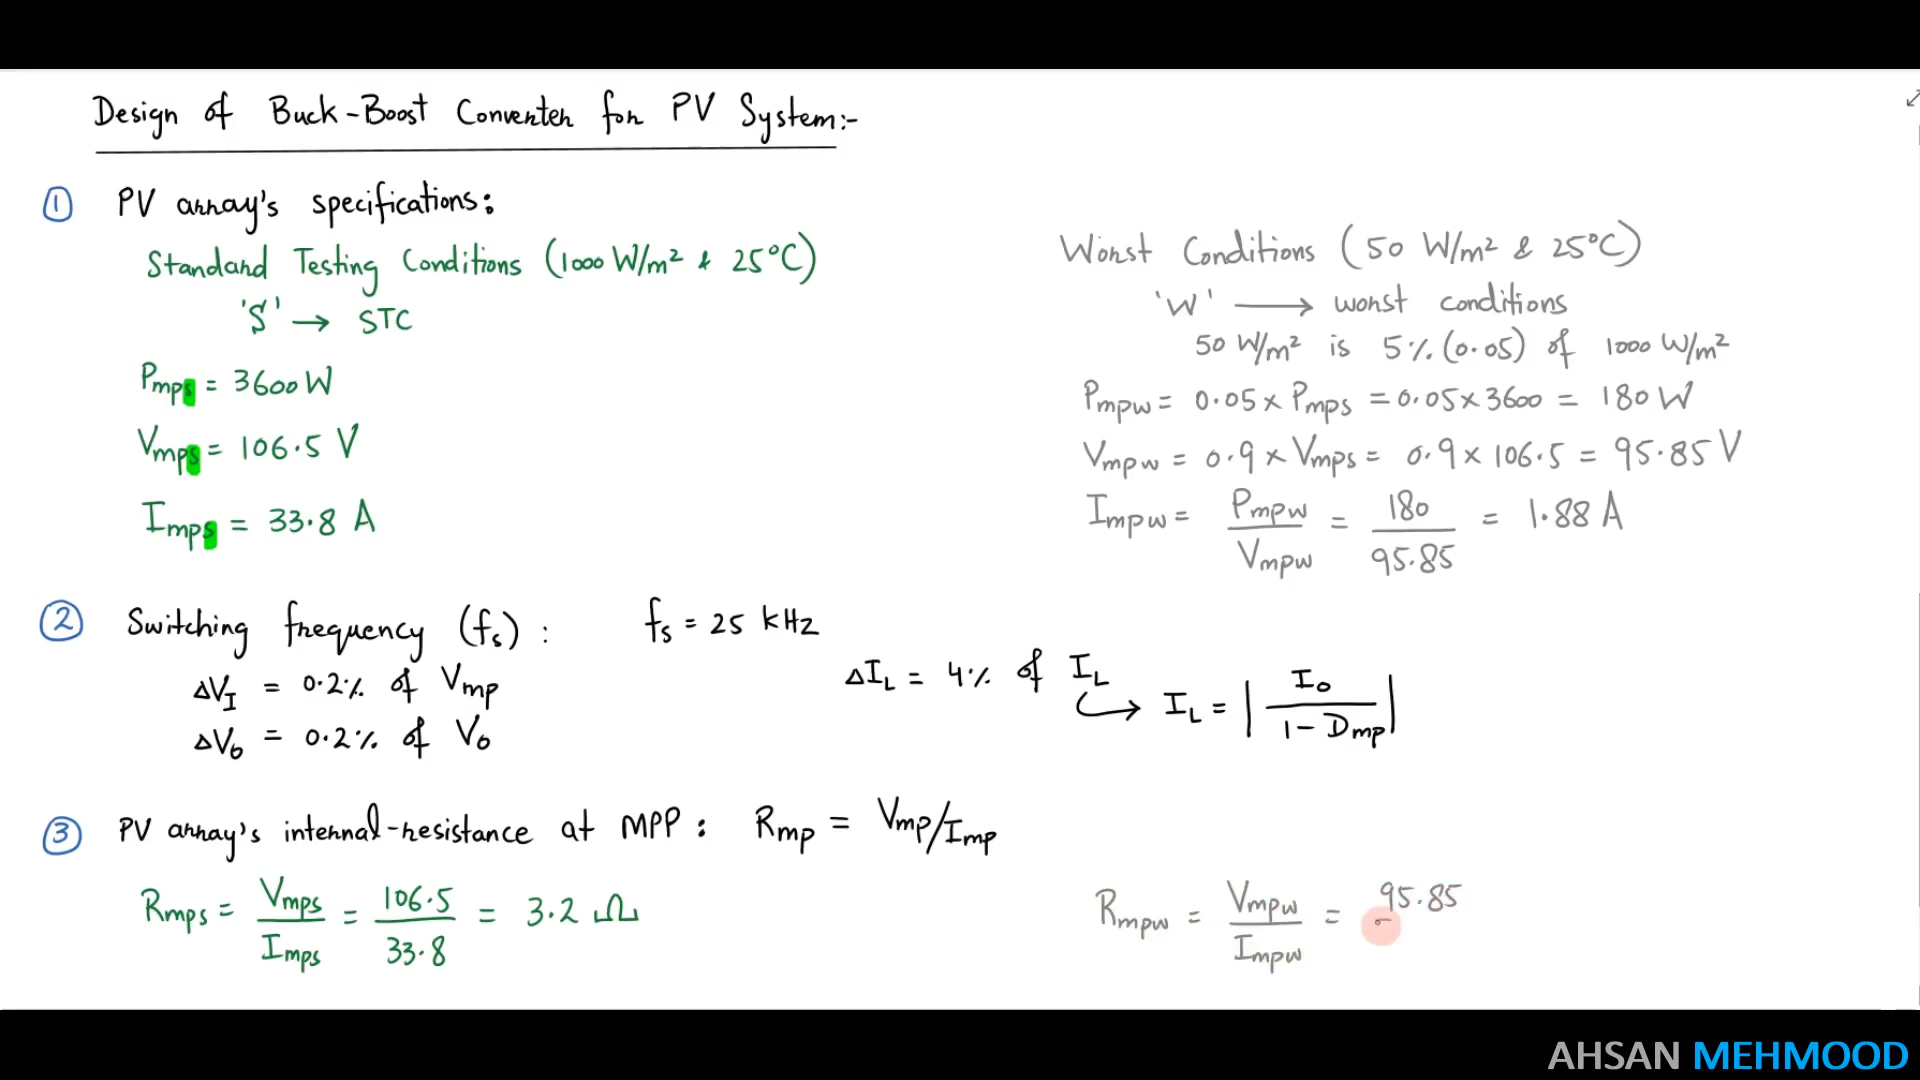 Design of Buck-Boost Converter for PV System:-
① PV array's specifications:
Standard Testing Conditions (1000 W/m² & 25°C)
'S' → STC
Pmps = 3600 W
Vmps = 106.5 V
Imps = 33.8 A
Worst Conditions (50 W/m² & 25°C)
'W' → worst conditions
50 W/m² is 5% (0.05) of 1000 W/m²
Pmpw = 0.05 x Pmps = 0.05 x 3600 = 180 W
Vmpw = 0.9 x Vmps = 0.9 x 106.5 = 95.85 V
Impw = Pmpw / Vmpw = 180 / 95.85 = 1.88 A
② Switching frequency (fs) : fs = 25 kHz
ΔVI = 0.2% of Vmp
ΔVo = 0.2% of Vo
ΔIL = 4% of IL
IL = | Io / 1 - Dmp |
③ PV array's internal-resistance at MPP : Rmp = Vmp/Imp
Rmps = Vmps / Imps = 106.5 / 33.8 = 3.2 Ω
Rmpw = Vmpw / Impw = 95.85
AHSAN MEHMOOD